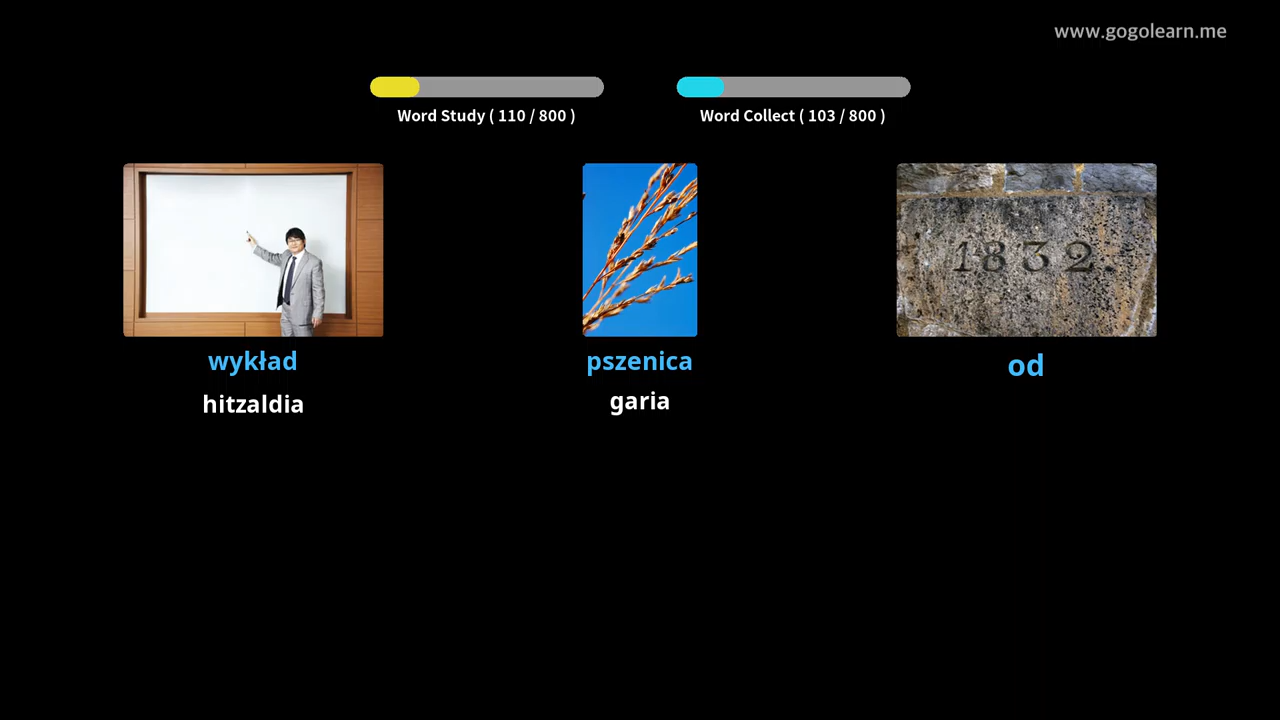 www.gogolearn.me
Word Study ( 110 / 800 )
Word Collect ( 103 / 800 )
1832.
wykład
pszenica
od
hitzaldia
garia